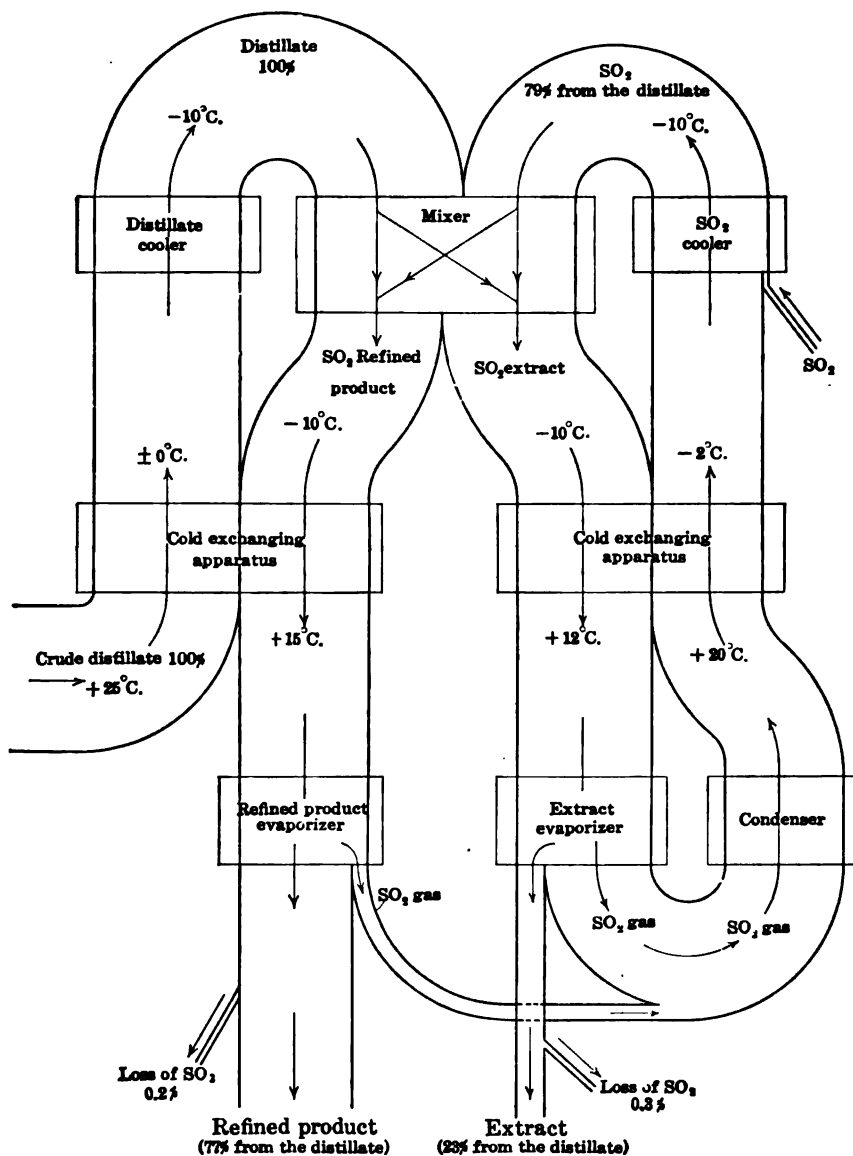 Distillate
100%
SO₂
79% from the distillate
−10°C.
−10°C.
Distillate
cooler
Mixer
SO₂
cooler
SO₂ Refined
product
SO₂ extract
SO₂
−10°C.
−10°C.
± 0°C.
− 2°C.
Cold exchanging
apparatus
Cold exchanging
apparatus
+15°C.
+12°C.
+ 20°C.
Crude distillate 100%
+ 25°C.
Refined product
evaporizer
Extract
evaporizer
Condenser
SO₂ gas
SO₂ gas
SO₂ gas
Loss of SO₂
0.2%
Loss of SO₂
0.3%
Refined product
(77% from the distillate)
Extract
(23% from the distillate)